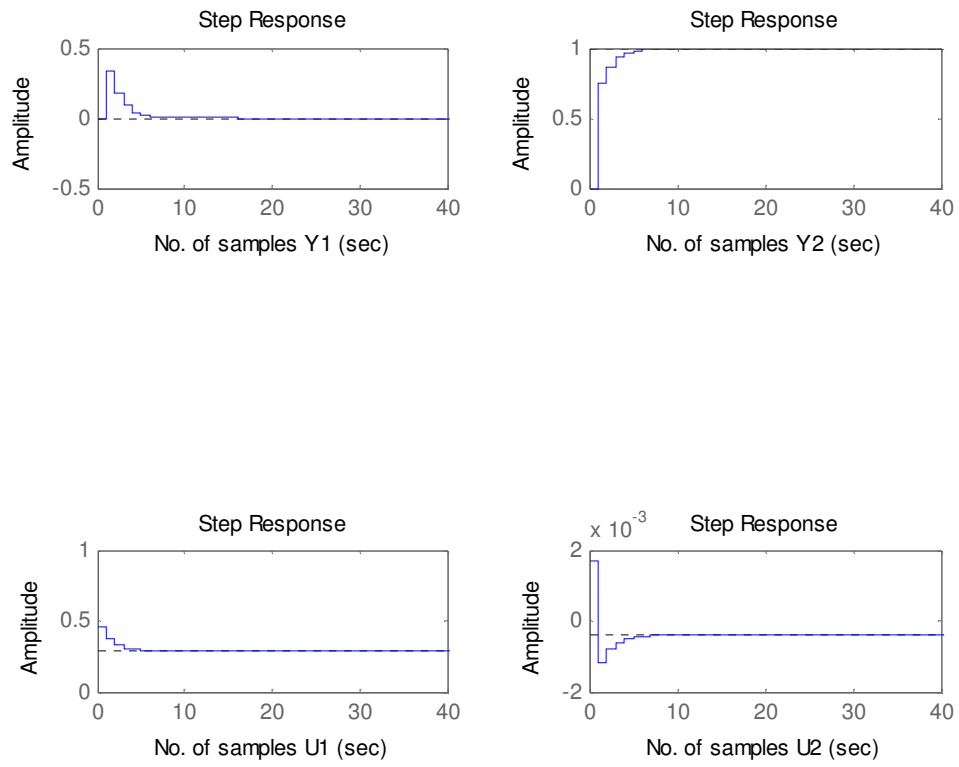 Step Response
0.5
0
-0.5
Amplitude
0 10 20 30 40
No. of samples Y1 (sec)
Step Response
1
0.5
0
Amplitude
0 10 20 30 40
No. of samples Y2 (sec)
Step Response
1
0.5
0
Amplitude
0 10 20 30 40
No. of samples U1 (sec)
x 10^-3 Step Response
2
0
-2
Amplitude
0 10 20 30 40
No. of samples U2 (sec)